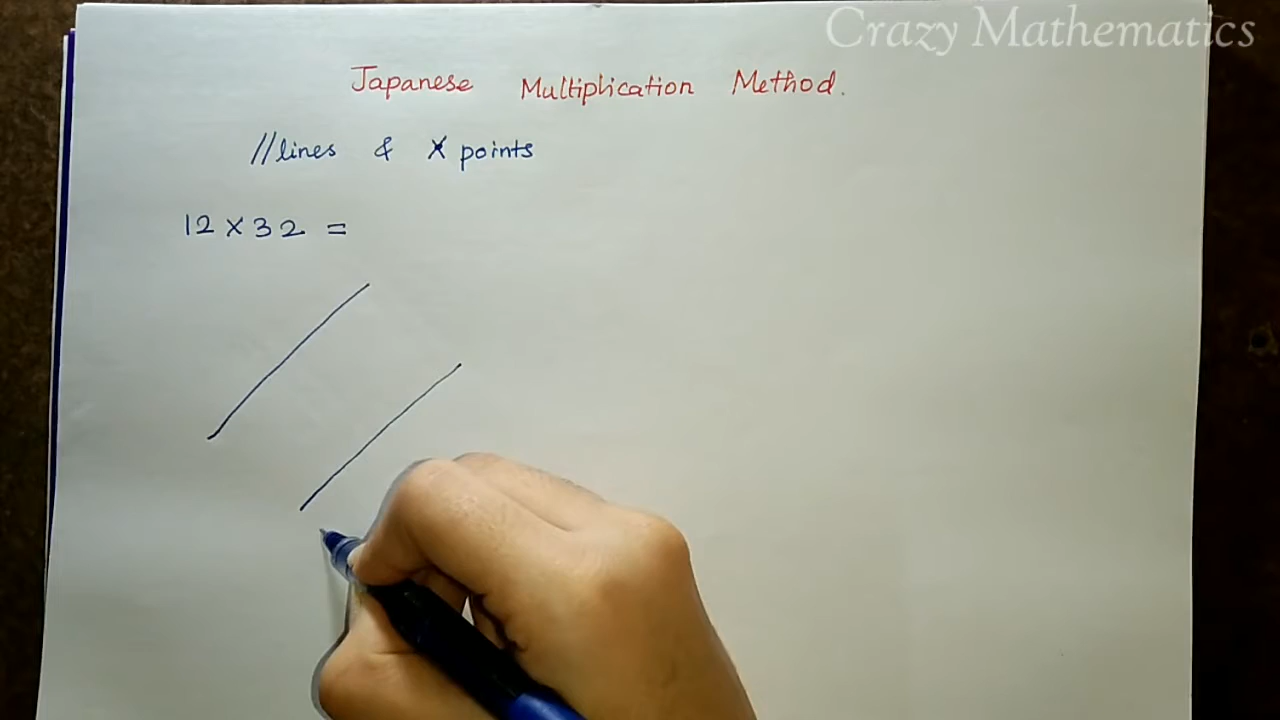 Crazy Mathematics
Japanese Multiplication Method.
// lines & X points
12 x 32 =